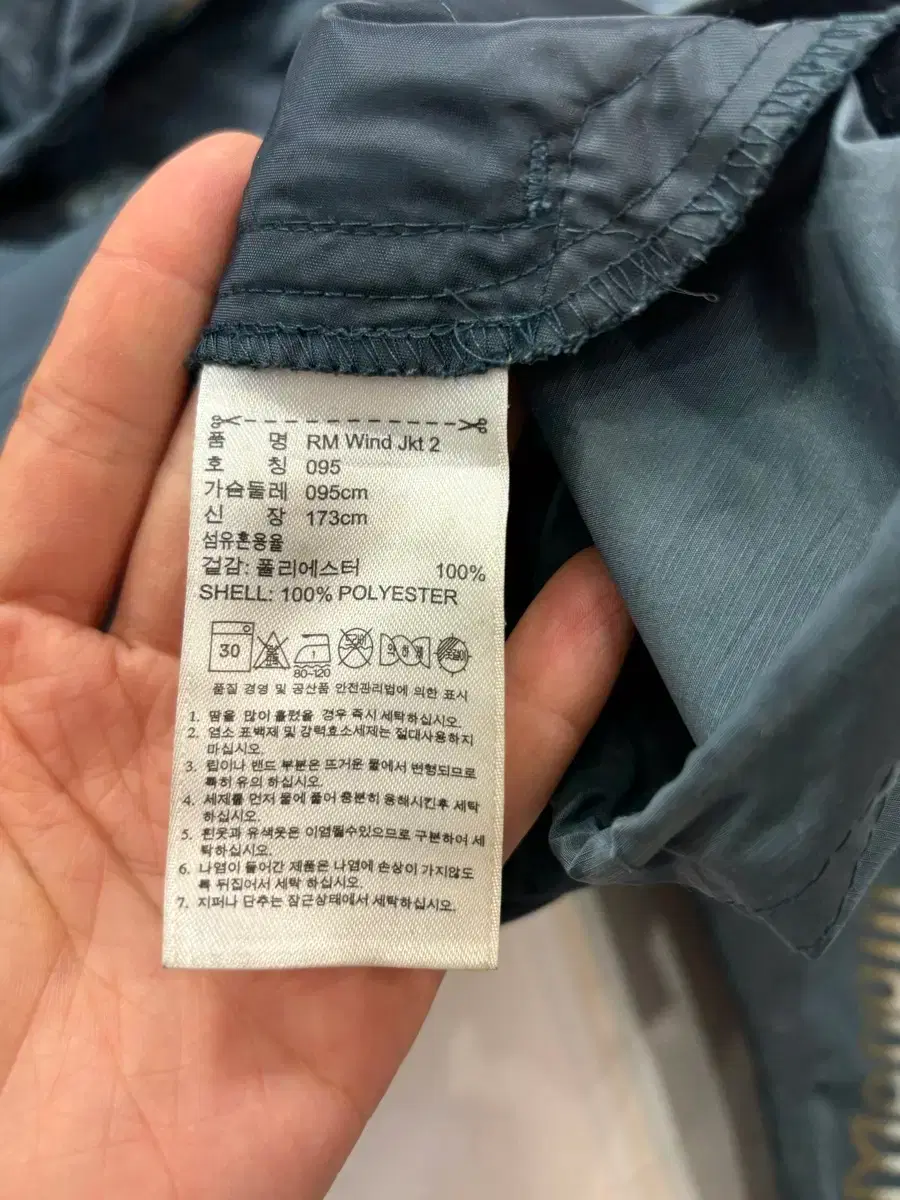 품 명 RM Wind Jkt 2
호 칭 095
가슴둘레 095cm
신 장 173cm
섬유혼용율
겉감: 폴리에스터 100%
SHELL: 100% POLYESTER
30
80~120
품질 경영 및 공산품 안전관리법에 의한 표시
1. 땀을 많이 흘렸을 경우 즉시 세탁하십시오.
2. 염소 표백제 및 강력효소세제는 절대사용하지
마십시오.
3. 립이나 밴드 부분은 뜨거운 물에서 변형되므로
특히 유의 하십시오.
4. 세제를 먼저 물에 풀어 충분히 용해시킨후 세탁
하십시오.
5. 흰옷과 유색옷은 이염될수있으므로 구분하여 세
탁하십시오.
6. 나염이 들어간 제품은 나염에 손상이 가지않도
록 뒤집어서 세탁 하십시오.
7. 지퍼나 단추는 잠근상태에서 세탁하십시오.